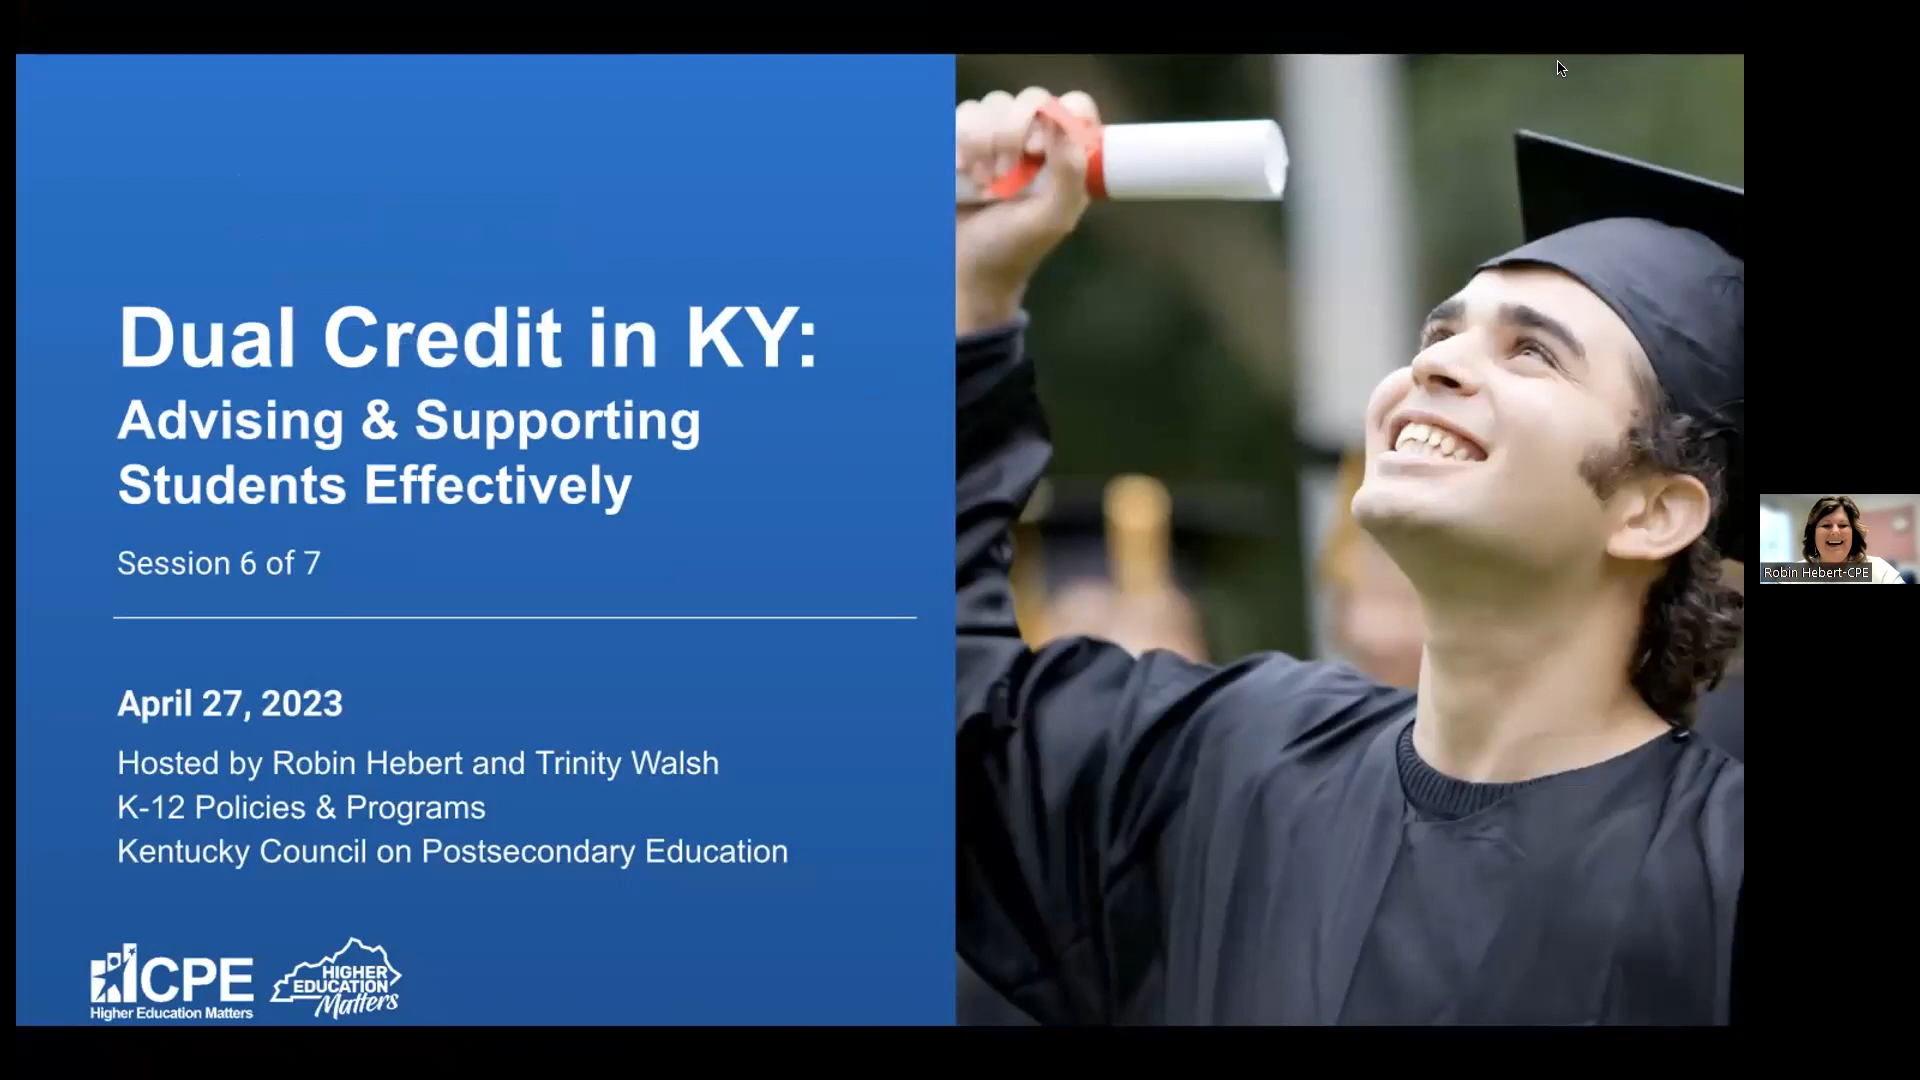 Dual Credit in KY:
Advising & Supporting
Students Effectively
Session 6 of 7
April 27, 2023
Hosted by Robin Hebert and Trinity Walsh
K-12 Policies & Programs
Kentucky Council on Postsecondary Education
CPE
Higher Education Matters
HIGHER
EDUCATION
Matters
Robin Hebert-CPE